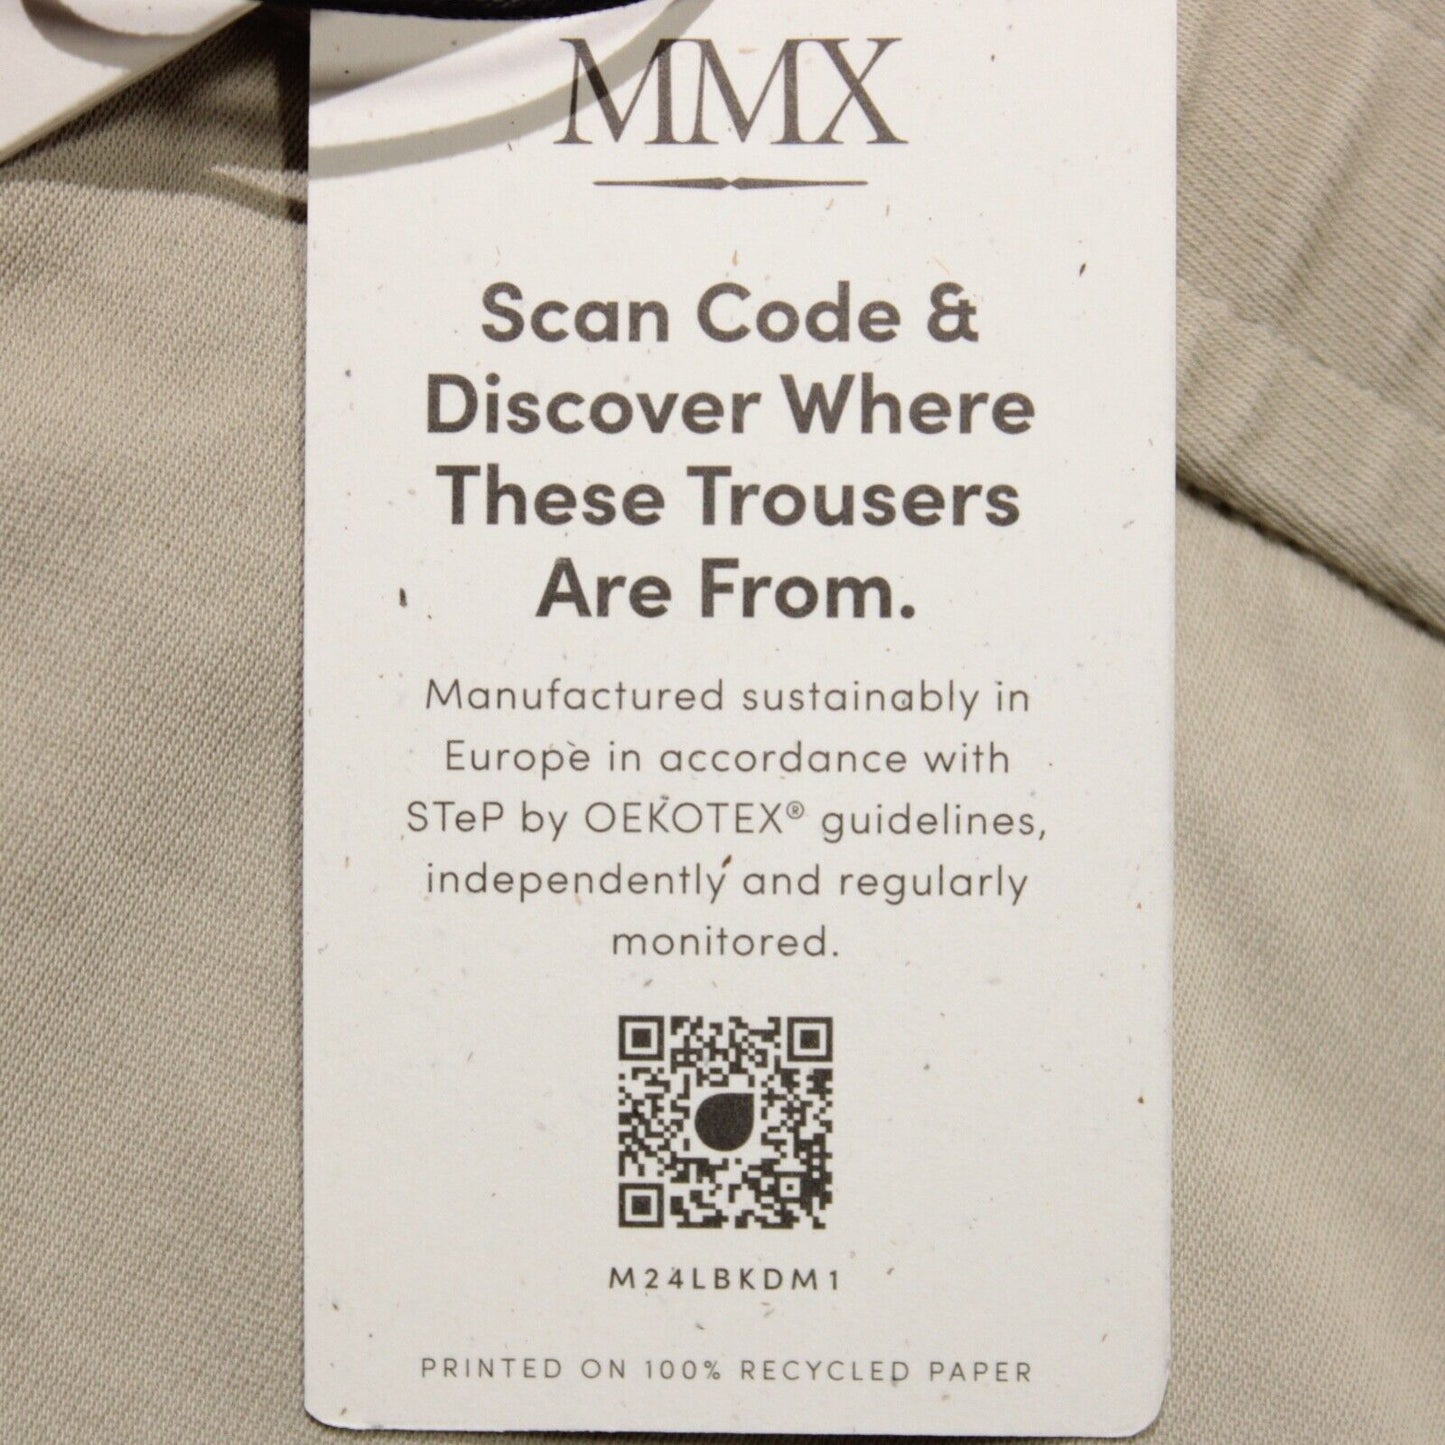 MMX
Scan Code &
Discover Where
These Trousers
Are From.
Manufactured sustainably in
Europe in accordance with
STeP by OEKOTEX® guidelines,
independently and regularly
monitored.
M24LBKDM1
PRINTED ON 100% RECYCLED PAPER